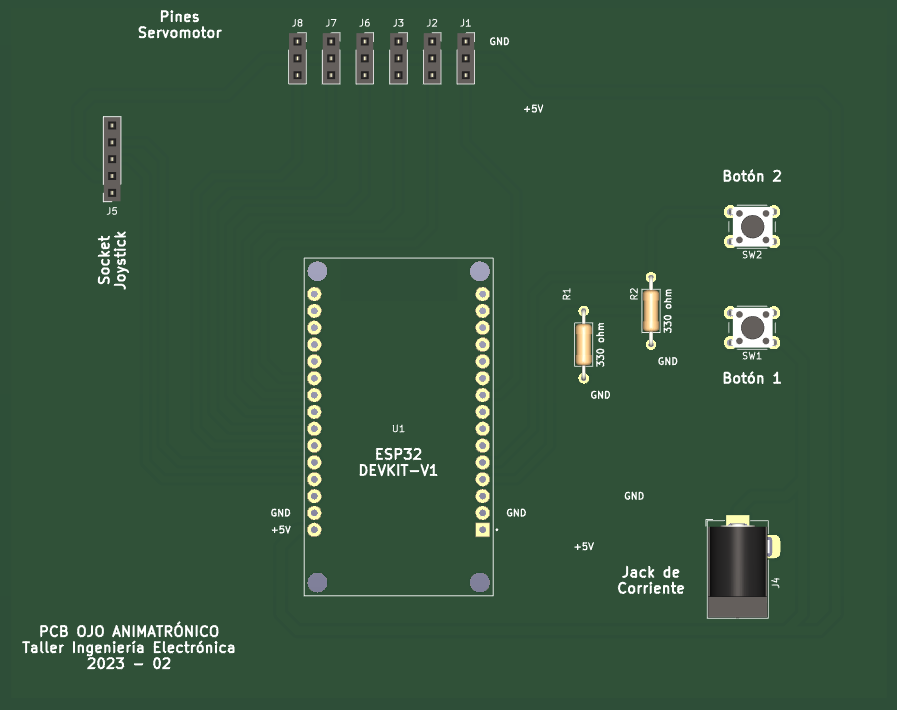 Pines
Servomotor
J8
J7
J6
J3
J2
J1
GND
+5V
J5
Socket
Joystick
Botón 2
SW2
R1
330 ohm
GND
R2
330 ohm
GND
SW1
Botón 1
U1
ESP32
DEVKIT-V1
GND
+5V
GND
GND
+5V
Jack de
Corriente
J4
PCB OJO ANIMATRÓNICO
Taller Ingeniería Electrónica
2023 - 02